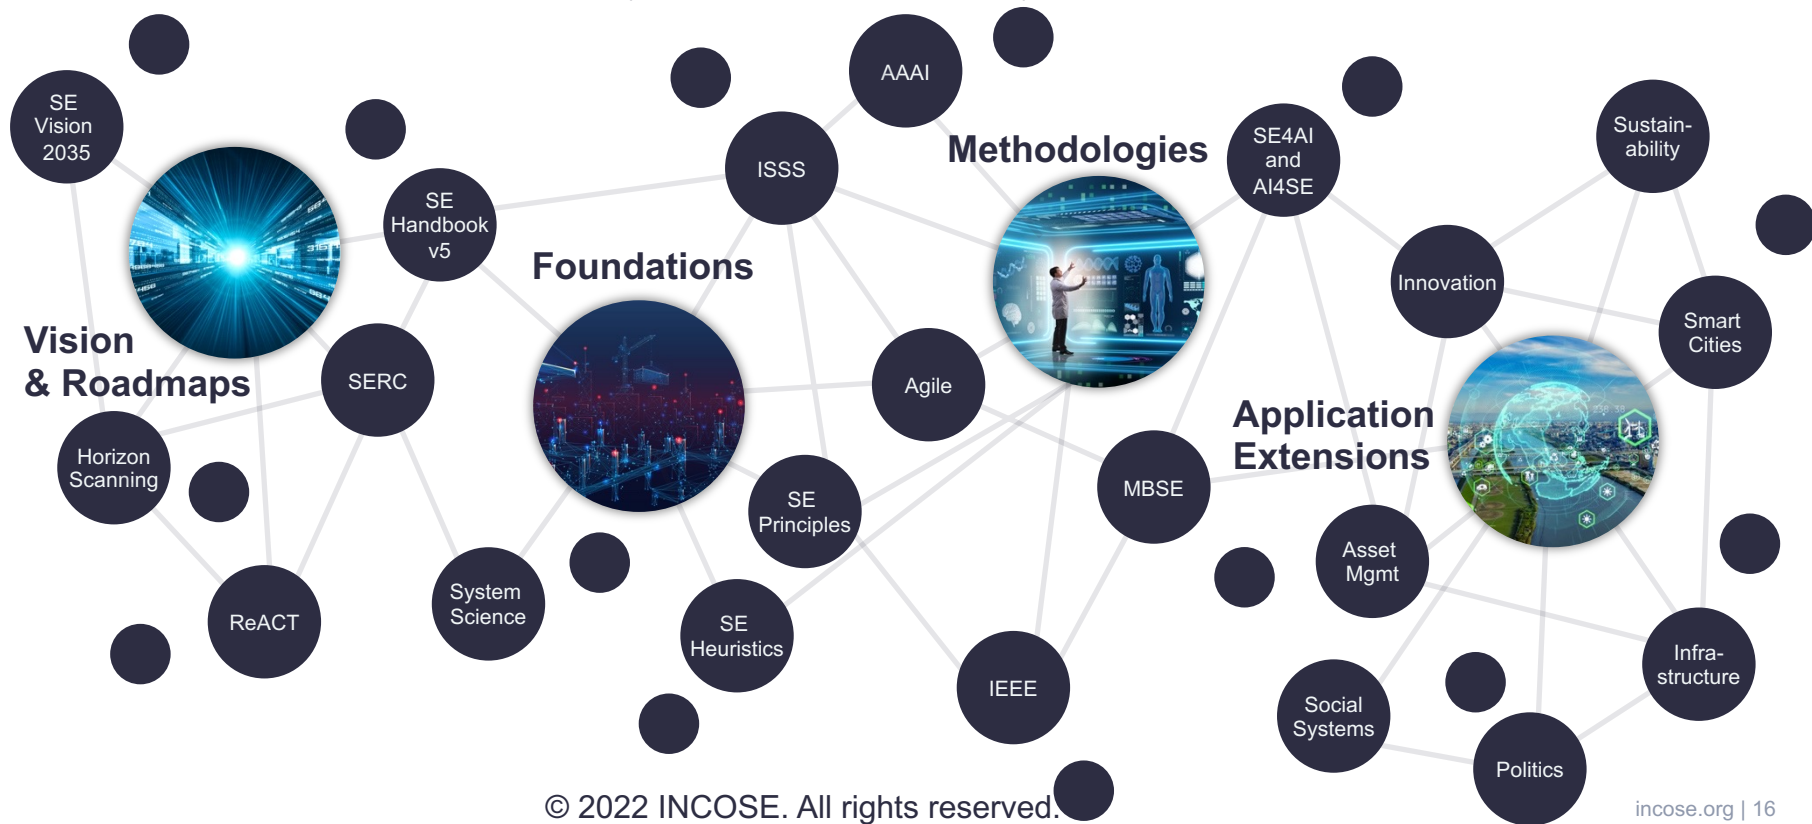 SE
Vision
2035
SE
Handbook
v5
Vision
& Roadmaps
SERC
Horizon
Scanning
ReACT
Foundations
System
Science
SE
Heuristics
SE
Principles
ISSS
AAAI
Agile
Methodologies
IEEE
MBSE
SE4AI
and
AI4SE
Innovation
Sustain-
ability
Smart
Cities
Application
Extensions
Asset
Mgmt
Social
Systems
Politics
Infra-
structure
© 2022 INCOSE. All rights reserved.
incose.org | 16